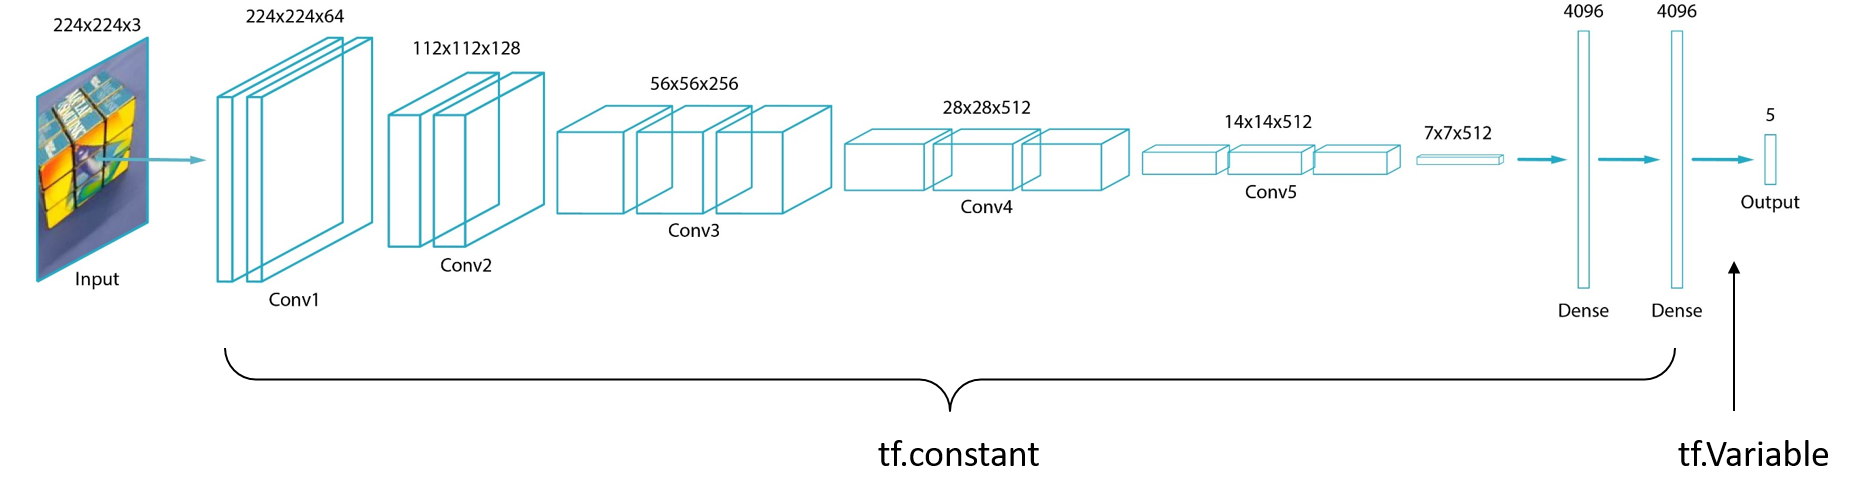 224x224x3
224x224x64
112x112x128
56x56x256
28x28x512
14x14x512
7x7x512
4096
4096
5
Input
Conv1
Conv2
Conv3
Conv4
Conv5
Dense
Dense
Output
tf.constant
tf.Variable